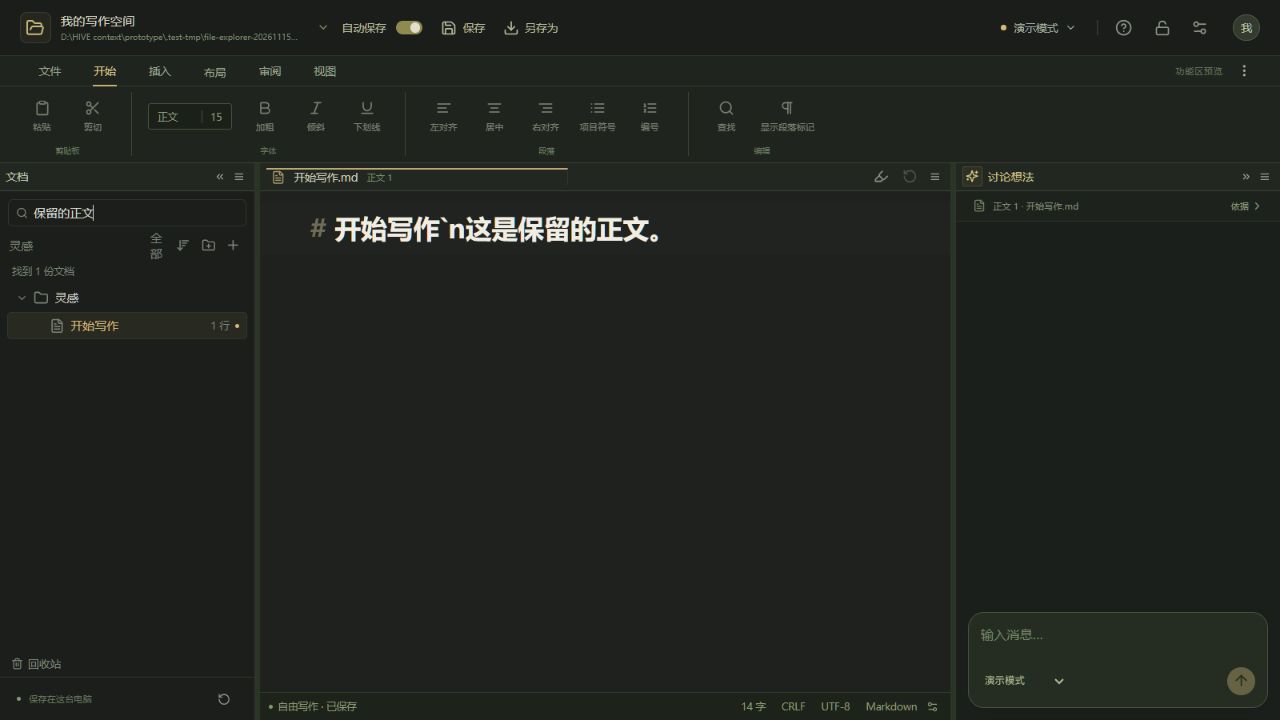 我的写作空间
D:\HIVE context\prototype\.test-tmp\file-explorer-20261115...
自动保存
保存
另存为
演示模式
我
文件
开始
插入
布局
审阅
视图
功能区预览
粘贴
剪切
剪贴板
正文 15
加粗
倾斜
下划线
字体
左对齐
居中
右对齐
项目符号
编号
段落
查找
显示段落标记
编辑
文档
保留的正文
灵感
全部
找到 1 份文档
灵感
开始写作 1 行
回收站
保存在这台电脑
开始写作.md 正文 1
# 开始写作`n这是保留的正文。
自由写作 · 已保存
14 字 CRLF UTF-8 Markdown
讨论想法
正文 1 · 开始写作.md 依据
输入消息...
演示模式